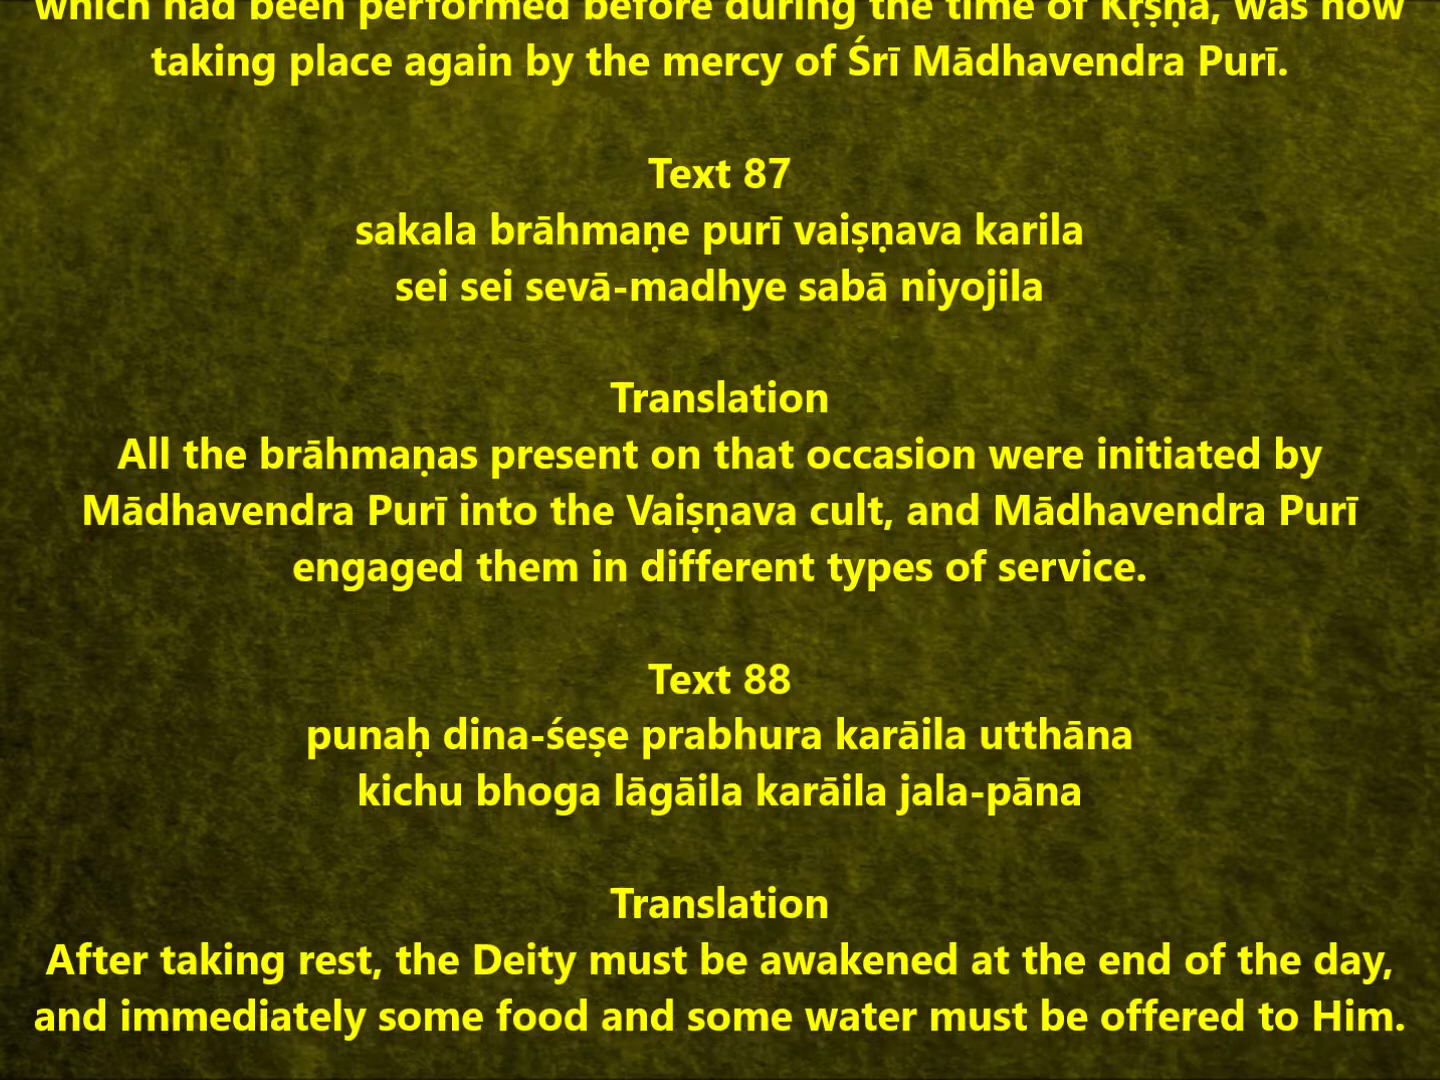 which had been performed before during the time of Kṛṣṇa, was now
taking place again by the mercy of Śrī Mādhavendra Purī.
Text 87
sakala brāhmaṇe purī vaiṣṇava karila
sei sei sevā-madhye sabā niyojila
Translation
All the brāhmaṇas present on that occasion were initiated by
Mādhavendra Purī into the Vaiṣṇava cult, and Mādhavendra Purī
engaged them in different types of service.
Text 88
punaḥ dina-śeṣe prabhura karāila utthāna
kichu bhoga lāgāila karāila jala-pāna
Translation
After taking rest, the Deity must be awakened at the end of the day,
and immediately some food and some water must be offered to Him.